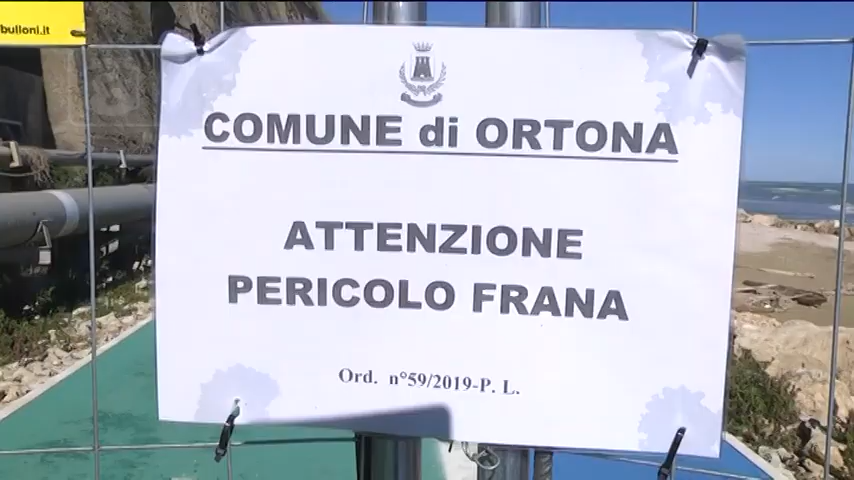 bulloni.it
COMUNE di ORTONA
ATTENZIONE
PERICOLO FRANA
Ord. n°59/2019-P. L.